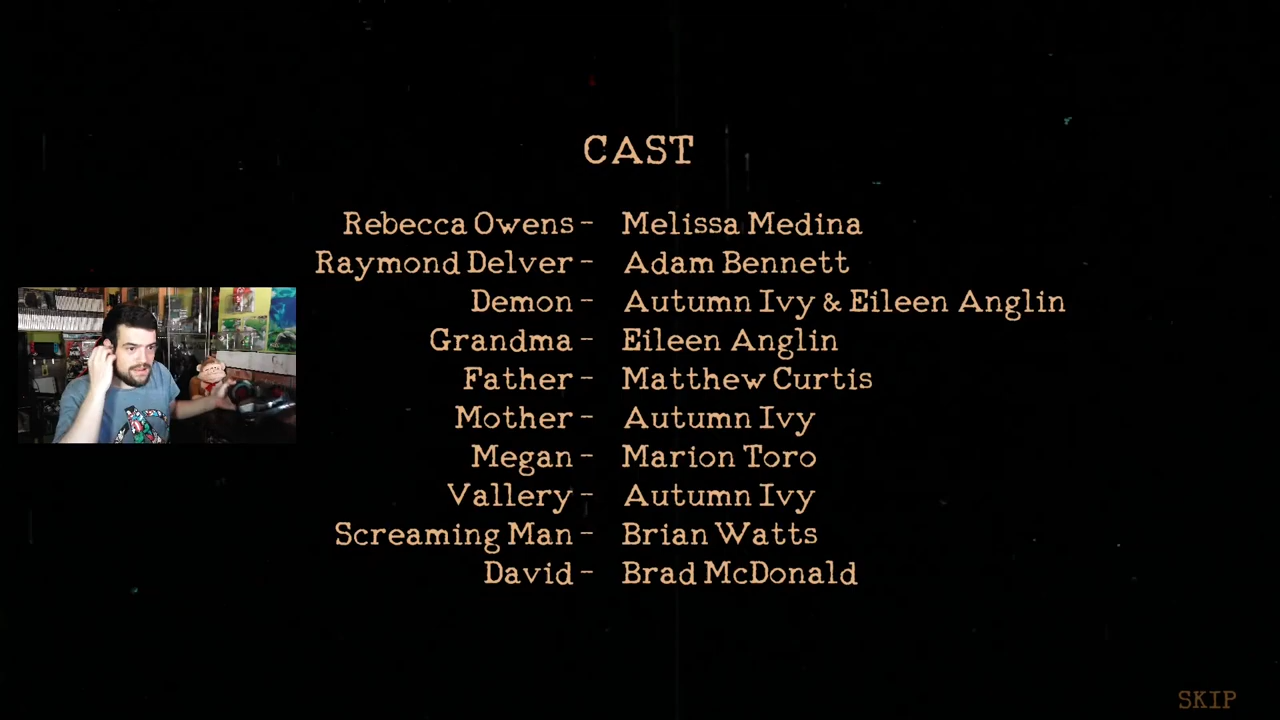 CAST
Rebecca Owens - Melissa Medina
Raymond Delver - Adam Bennett
Demon - Autumn Ivy & Eileen Anglin
Grandma - Eileen Anglin
Father - Matthew Curtis
Mother - Autumn Ivy
Megan - Marion Toro
Vallery - Autumn Ivy
Screaming Man - Brian Watts
David - Brad McDonald
SKIP